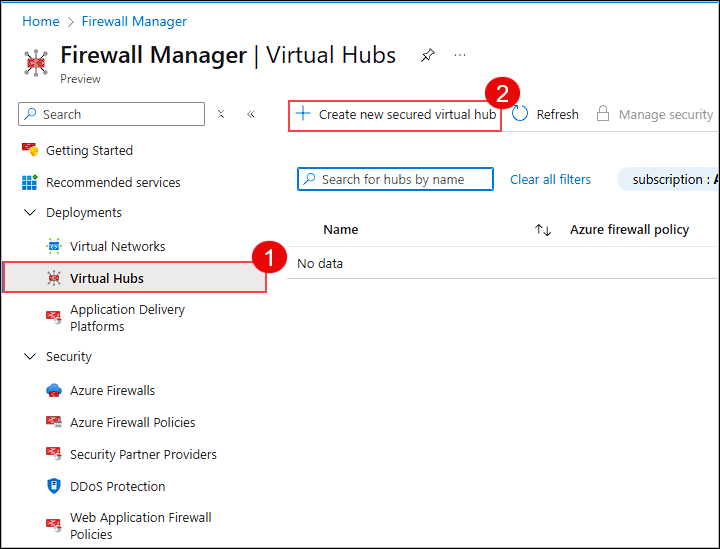 Home > Firewall Manager
Firewall Manager | Virtual Hubs
Preview
Search
Getting Started
Recommended services
Deployments
Virtual Networks
Virtual Hubs
1
Application Delivery
Platforms
Security
Azure Firewalls
Azure Firewall Policies
Security Partner Providers
DDoS Protection
Web Application Firewall
Policies
2
Create new secured virtual hub
Refresh
Manage security
Search for hubs by name
Clear all filters
subscription : A
Name
Azure firewall policy
No data